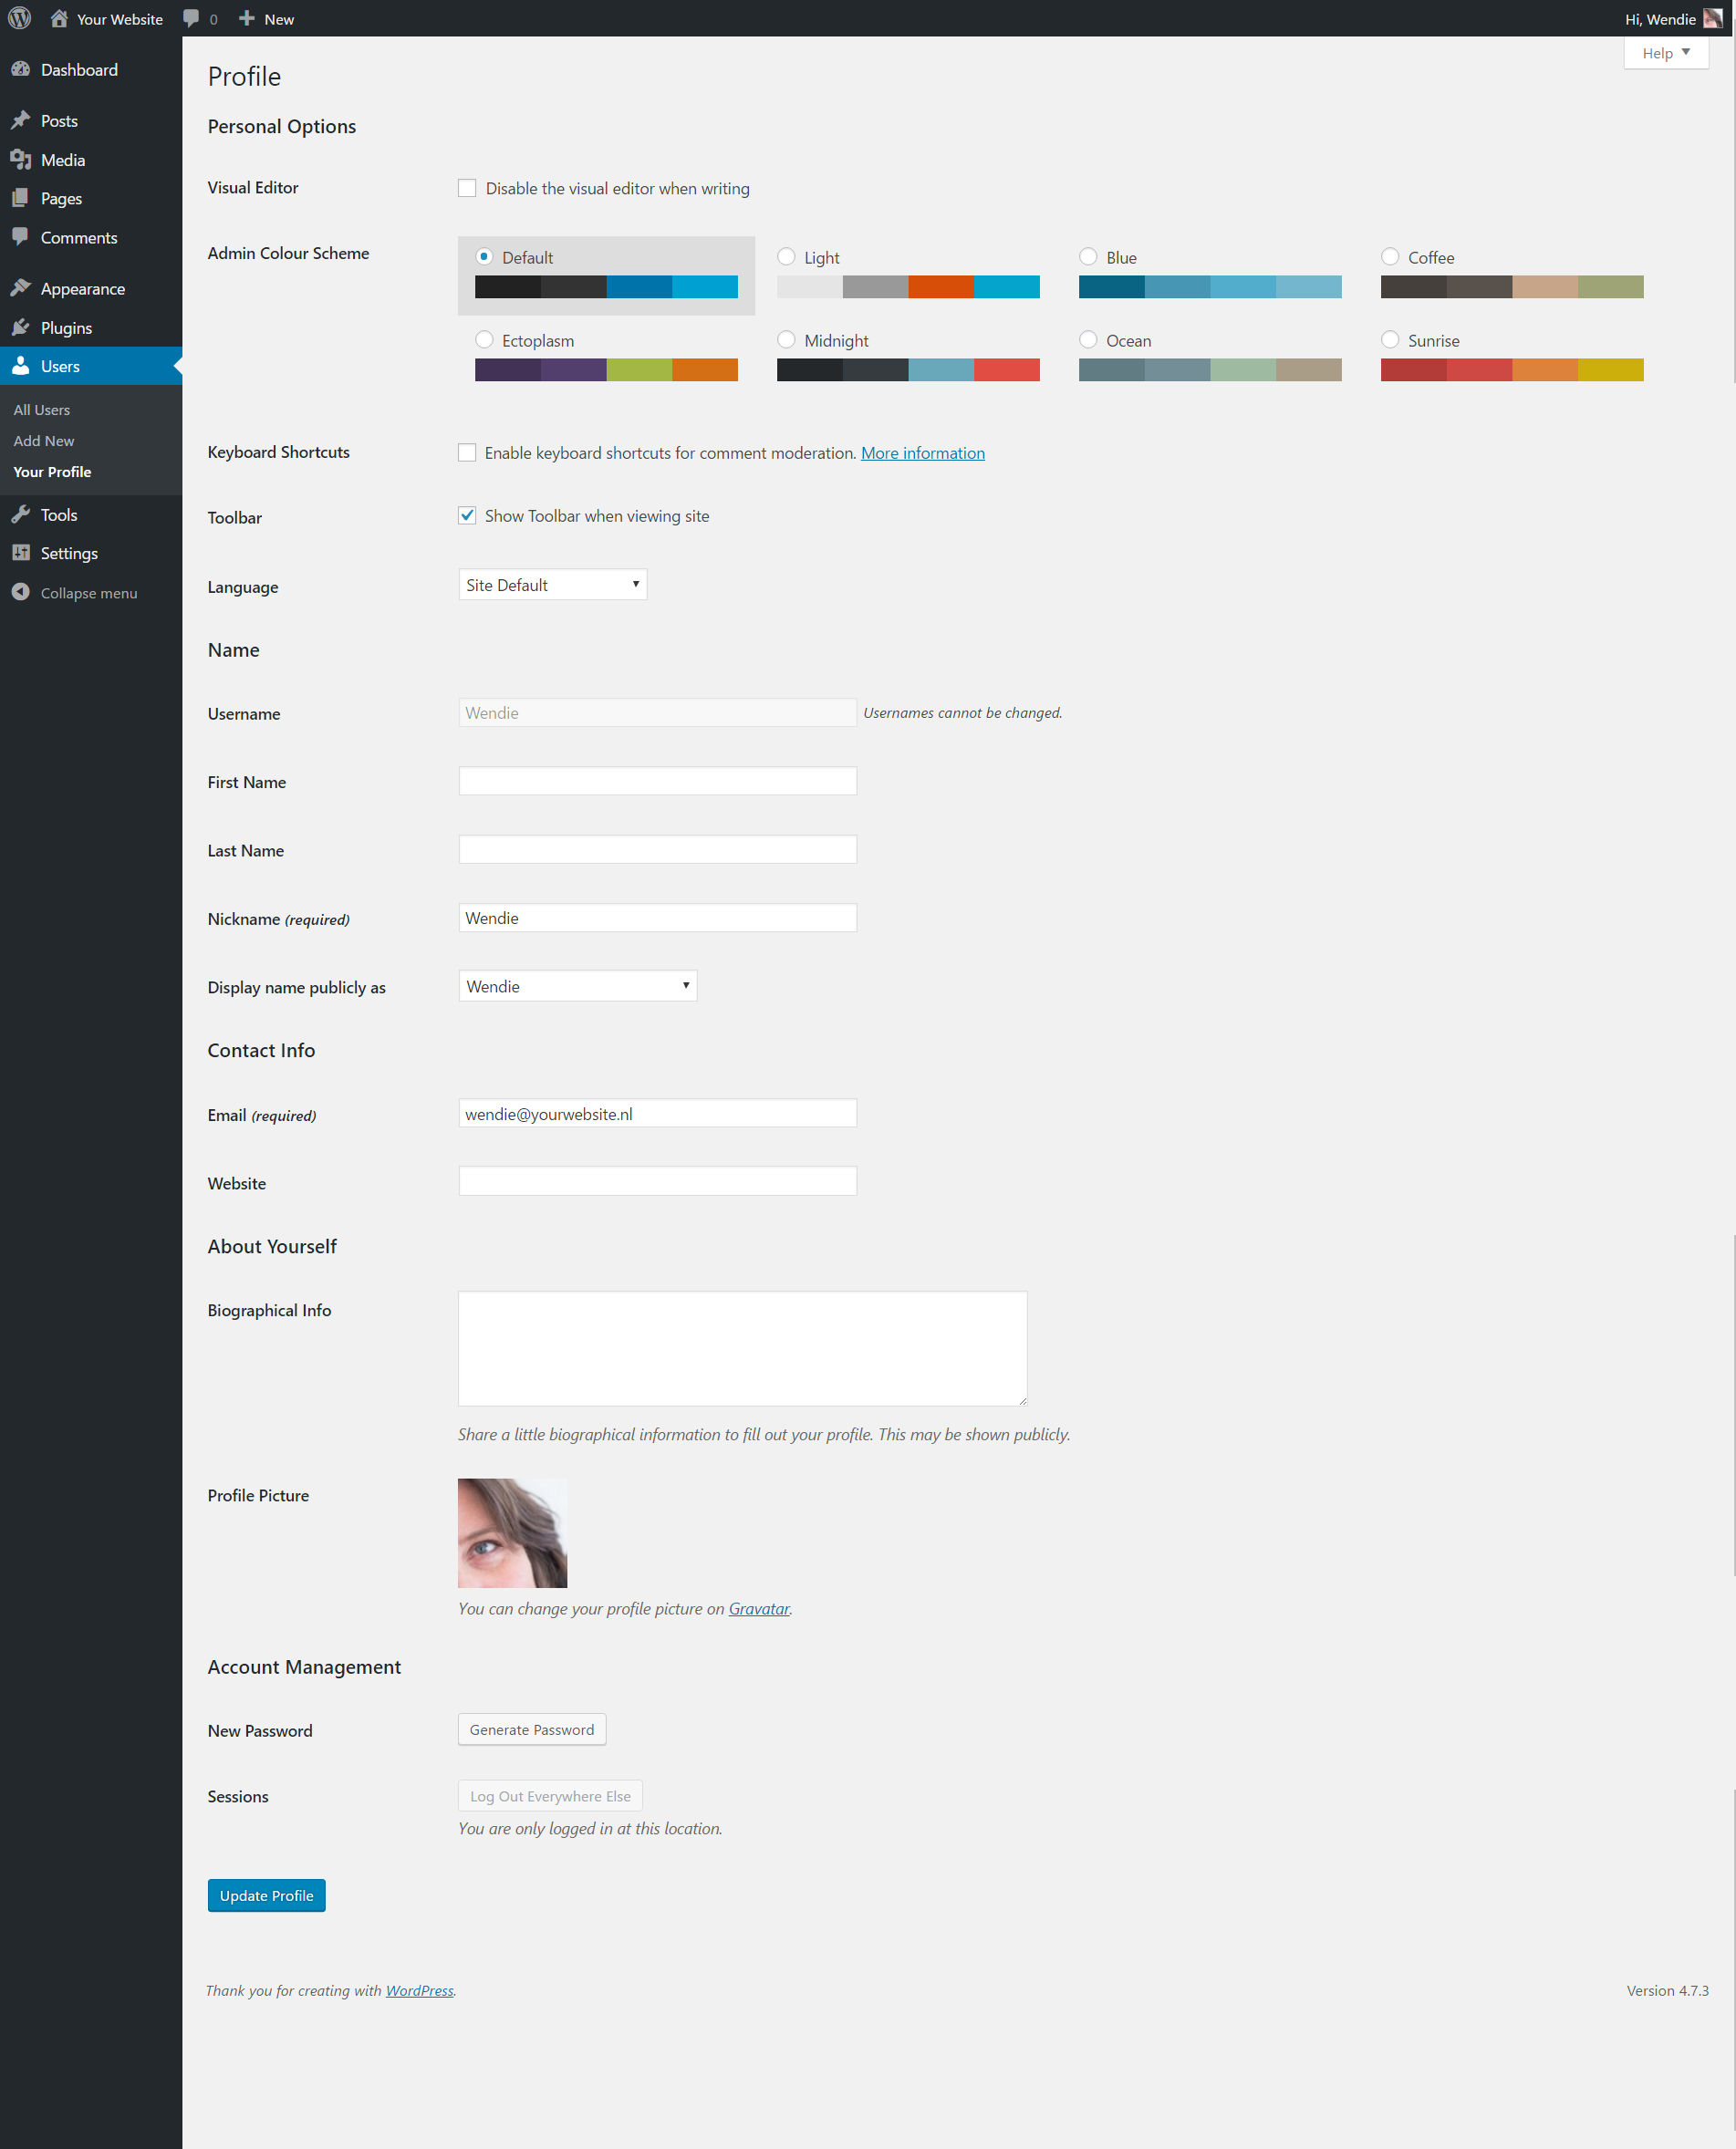 Your Website 0 New Hi, Wendie
Help
Dashboard
Posts
Media
Pages
Comments
Appearance
Plugins
Users
All Users
Add New
Your Profile
Tools
Settings
Collapse menu
Profile
Personal Options
Visual Editor Disable the visual editor when writing
Admin Colour Scheme Default Light Blue Coffee
Ectoplasm Midnight Ocean Sunrise
Keyboard Shortcuts Enable keyboard shortcuts for comment moderation. More information
Toolbar Show Toolbar when viewing site
Language Site Default
Name
Username Wendie Usernames cannot be changed.
First Name
Last Name
Nickname (required) Wendie
Display name publicly as Wendie
Contact Info
Email (required) wendie@yourwebsite.nl
Website
About Yourself
Biographical Info
Share a little biographical information to fill out your profile. This may be shown publicly.
Profile Picture
You can change your profile picture on Gravatar.
Account Management
New Password Generate Password
Sessions Log Out Everywhere Else
You are only logged in at this location.
Update Profile
Thank you for creating with WordPress. Version 4.7.3